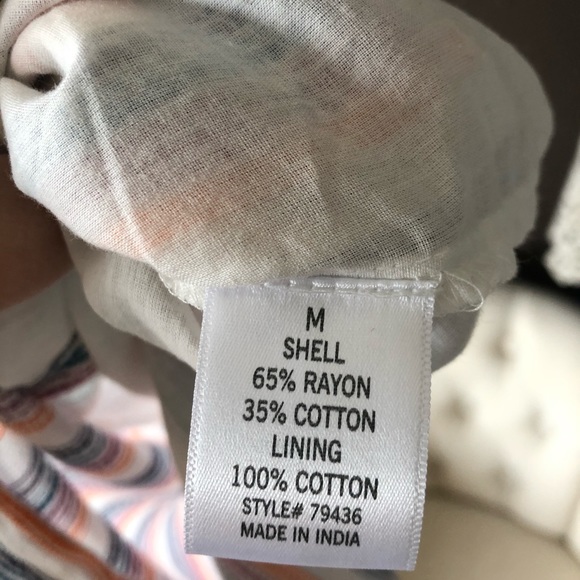 M
SHELL
65% RAYON
35% COTTON
LINING
100% COTTON
STYLE# 79436
MADE IN INDIA